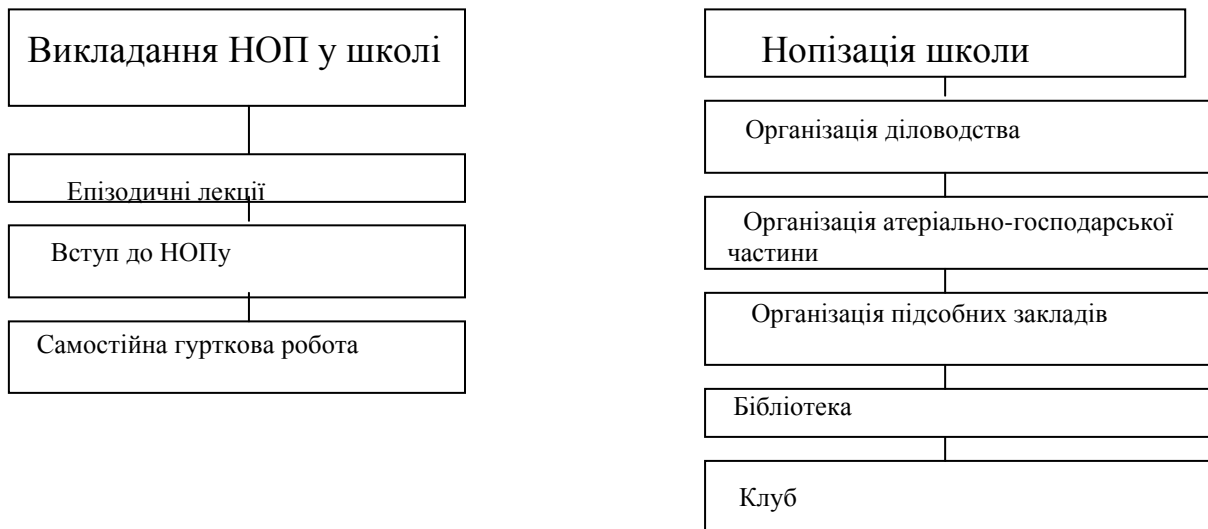 Викладання НОП у школі
Епізодичні лекції
Вступ до НОПу
Самостійна гурткова робота
Нопізація школи
Організація діловодства
Організація атеріально-господарської
частини
Організація підсобних закладів
Бібліотека
Клуб